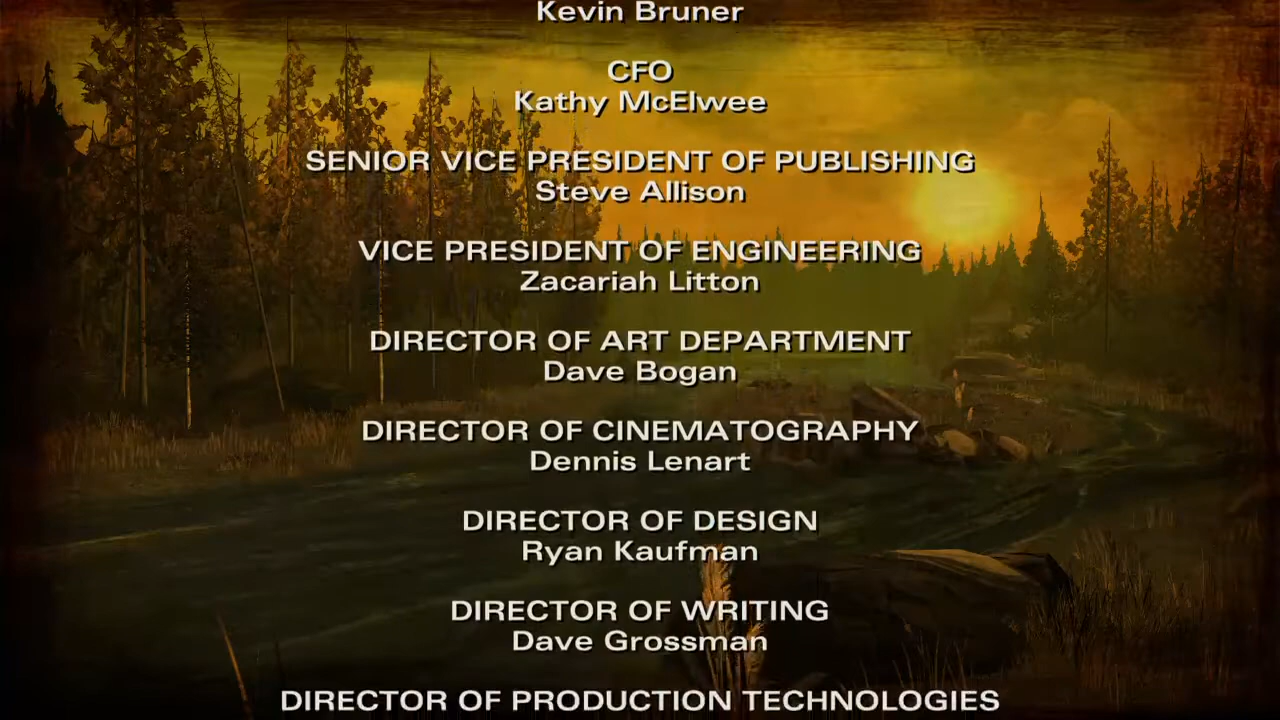 Kevin Bruner
CFO
Kathy McElwee
SENIOR VICE PRESIDENT OF PUBLISHING
Steve Allison
VICE PRESIDENT OF ENGINEERING
Zacariah Litton
DIRECTOR OF ART DEPARTMENT
Dave Bogan
DIRECTOR OF CINEMATOGRAPHY
Dennis Lenart
DIRECTOR OF DESIGN
Ryan Kaufman
DIRECTOR OF WRITING
Dave Grossman
DIRECTOR OF PRODUCTION TECHNOLOGIES